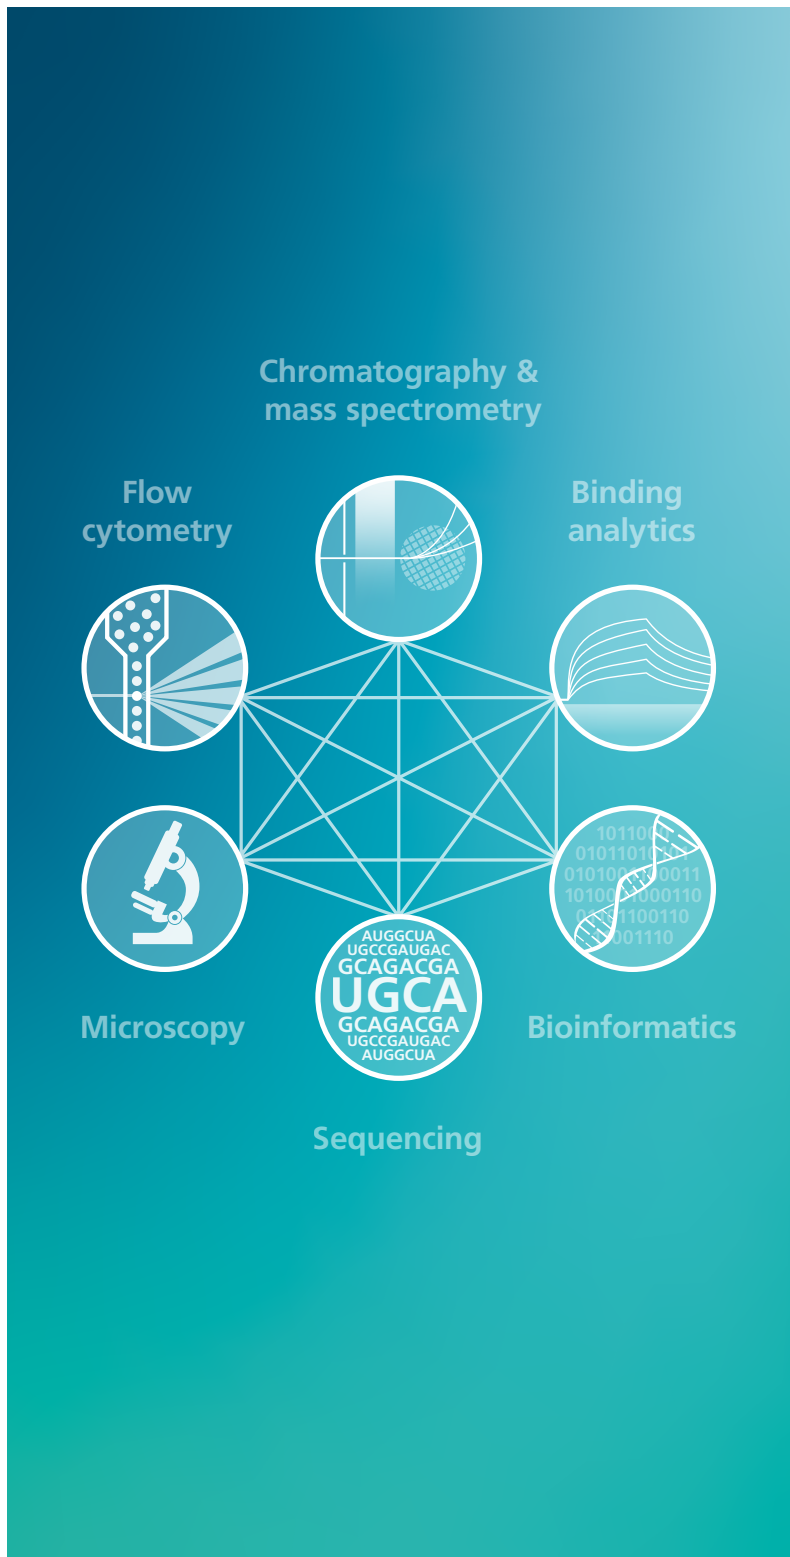 Chromatography &
mass spectrometry
Flow
cytometry
Binding
analytics
Microscopy
AUGGCUA
UGCCGAUGAC
GCAGACGA
UGCA
GCAGACGA
UGCCGAUGAC
AUGGCUA
Bioinformatics
Sequencing